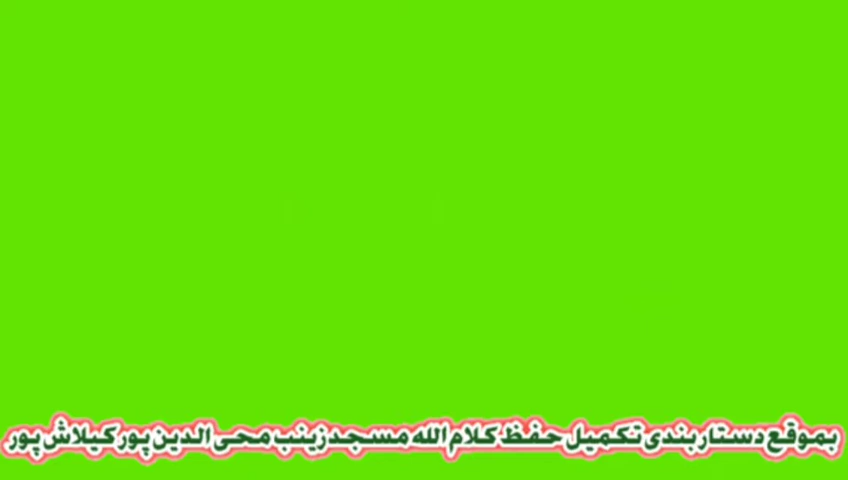 بموقع دستار بندی تکمیل حفظ کلام اللہ مسجد زینب محی الدین پور کیلاش پور